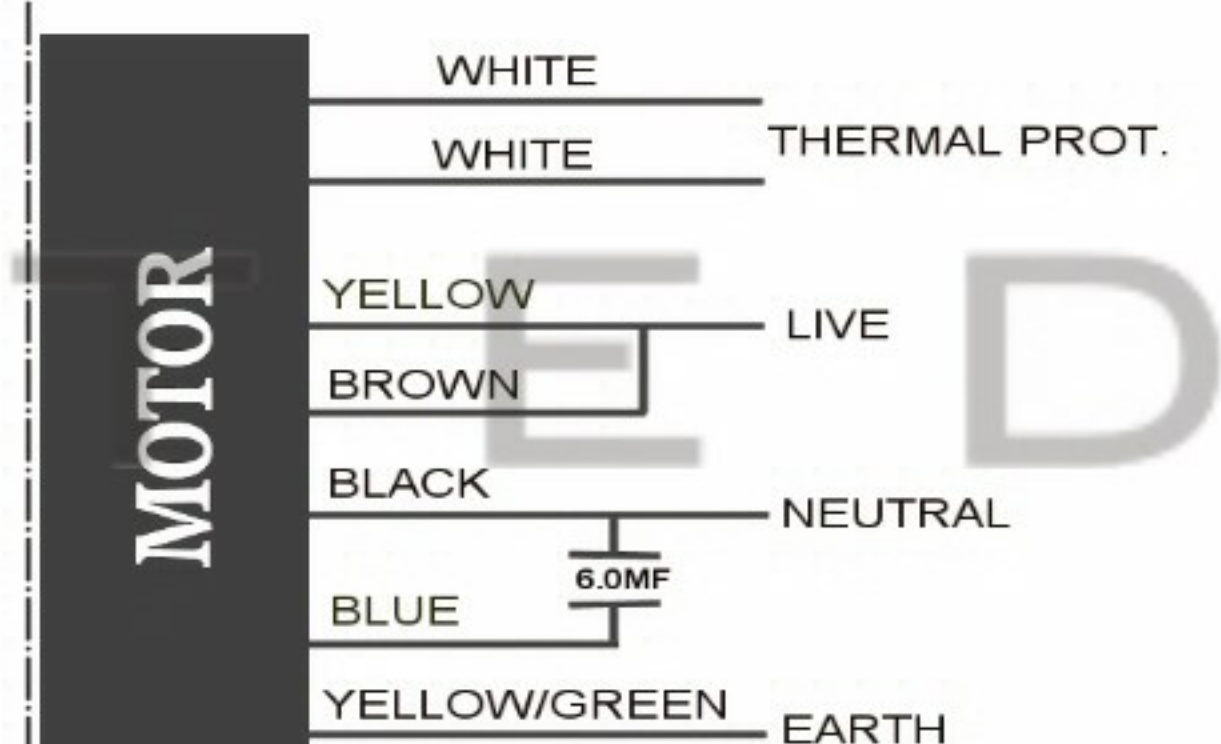 WHITE
WHITE
THERMAL PROT.
YELLOW
LIVE
BROWN
BLACK
NEUTRAL
6.0MF
BLUE
YELLOW/GREEN
EARTH
MOTOR
T E D